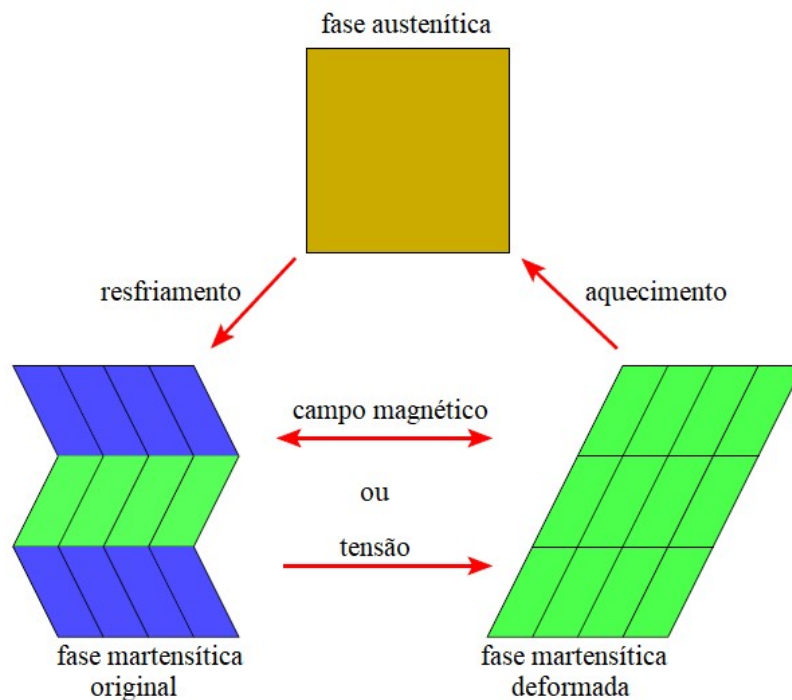 fase austenítica
resfriamento
aquecimento
campo magnético
ou
tensão
fase martensítica
original
fase martensítica
deformada